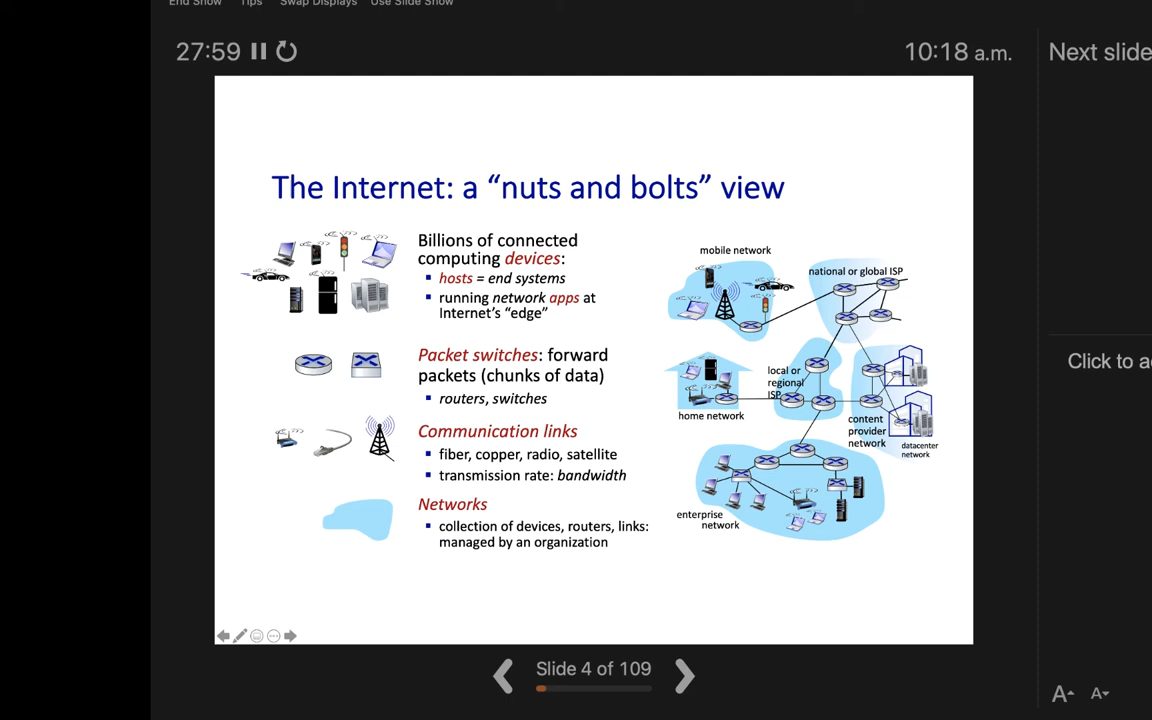 End Show Tips Swap Displays Use Slide Show
27:59
10:18 a.m.
Next slide
The Internet: a “nuts and bolts” view
Billions of connected
computing devices:
▪ hosts = end systems
▪ running network apps at
Internet’s “edge”
Packet switches: forward
packets (chunks of data)
▪ routers, switches
Communication links
▪ fiber, copper, radio, satellite
▪ transmission rate: bandwidth
Networks
▪ collection of devices, routers, links:
managed by an organization
mobile network
national or global ISP
local or
regional
ISP
home network
content
provider
network
datacenter
network
enterprise
network
Slide 4 of 109
Click to a
A
A